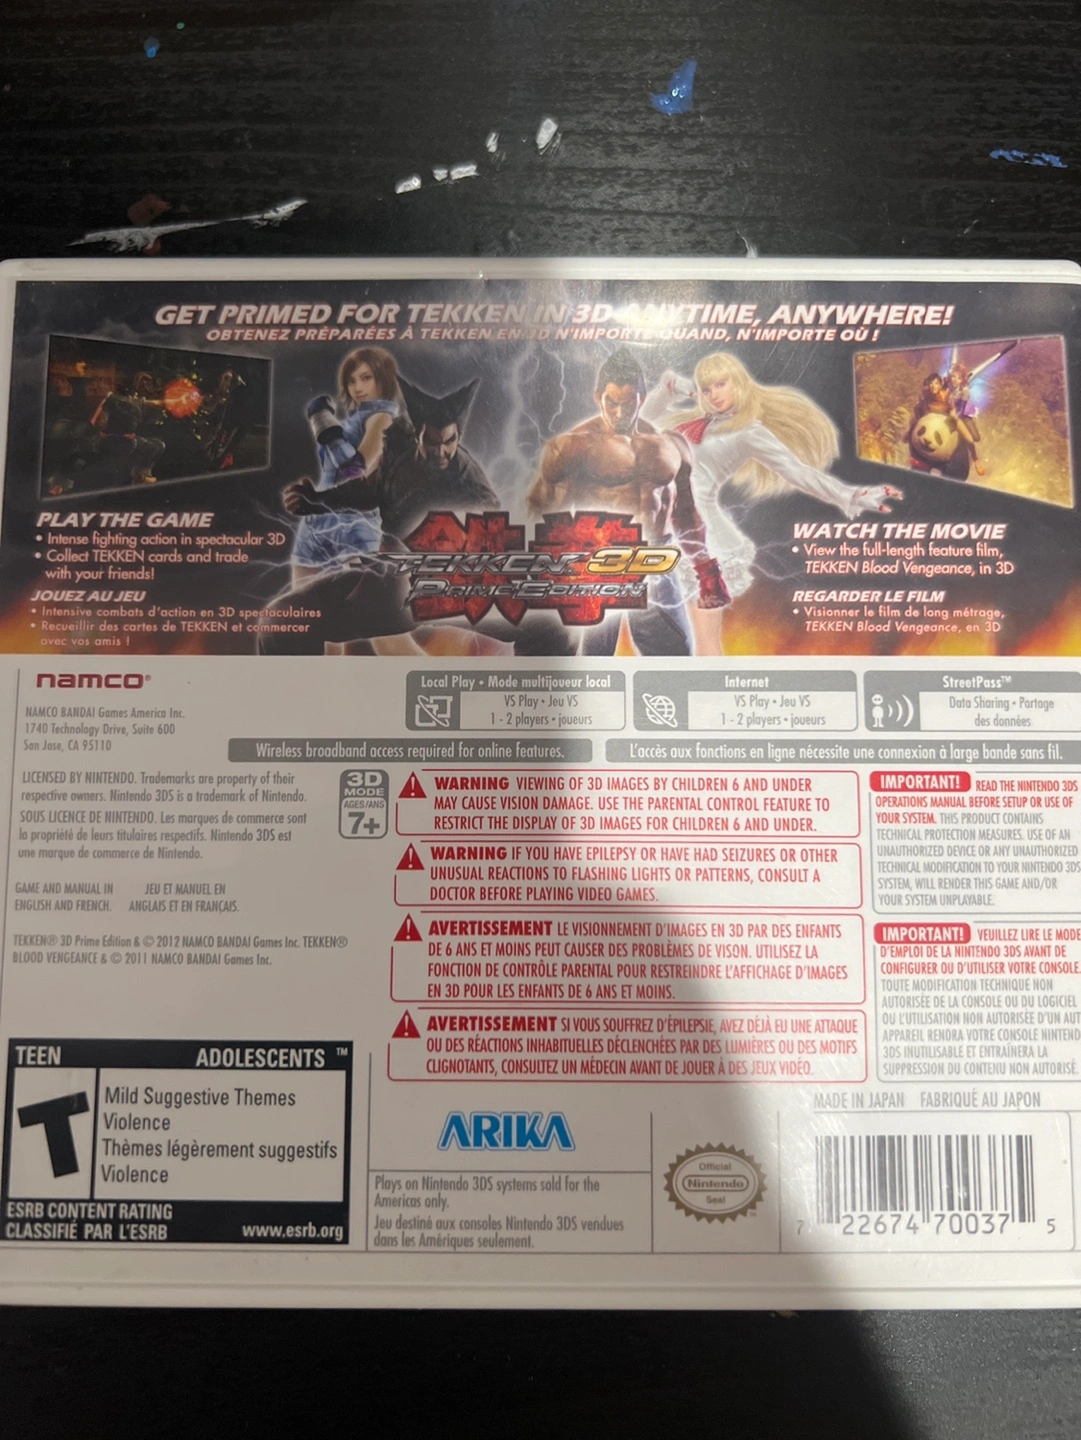 GET PRIMED FOR TEKKEN IN 3D ANYTIME, ANYWHERE!
OBTENEZ PRÉPARÉES À TEKKEN EN 3D N'IMPORTE QUAND, N'IMPORTE OÙ !
PLAY THE GAME
• Intense fighting action in spectacular 3D
• Collect TEKKEN cards and trade
with your friends!
JOUEZ AU JEU
• Intensive combats d'action en 3D spectaculaires
• Recueillir des cartes de TEKKEN et commercer
avec vos amis !
TEKKEN 3D
PRIME EDITION
WATCH THE MOVIE
• View the full-length feature film,
TEKKEN Blood Vengeance, in 3D
REGARDER LE FILM
• Visionner le film de long métrage,
TEKKEN Blood Vengeance, en 3D
namco®
NAMCO BANDAI Games America Inc.
1740 Technology Drive, Suite 600
San Jose, CA 95110
Local Play • Mode multijoueur local
VS Play • Jeu VS
1 - 2 players • joueurs
Internet
VS Play • Jeu VS
1 - 2 players • joueurs
StreetPass™
Data Sharing • Partage
des données
Wireless broadband access required for online features.
L'accès aux fonctions en ligne nécessite une connexion à large bande sans fil.
LICENSED BY NINTENDO. Trademarks are property of their
respective owners. Nintendo 3DS is a trademark of Nintendo.
SOUS LICENCE DE NINTENDO. Les marques de commerce sont
la propriété de leurs titulaires respectifs. Nintendo 3DS est
une marque de commerce de Nintendo.
GAME AND MANUAL IN
ENGLISH AND FRENCH.
JEU ET MANUEL EN
ANGLAIS ET EN FRANÇAIS.
TEKKEN® 3D Prime Edition & © 2012 NAMCO BANDAI Games Inc. TEKKEN®
BLOOD VENGEANCE & © 2011 NAMCO BANDAI Games Inc.
3D
MODE
AGES/ANS
7+
WARNING VIEWING OF 3D IMAGES BY CHILDREN 6 AND UNDER
MAY CAUSE VISION DAMAGE. USE THE PARENTAL CONTROL FEATURE TO
RESTRICT THE DISPLAY OF 3D IMAGES FOR CHILDREN 6 AND UNDER.
WARNING IF YOU HAVE EPILEPSY OR HAVE HAD SEIZURES OR OTHER
UNUSUAL REACTIONS TO FLASHING LIGHTS OR PATTERNS, CONSULT A
DOCTOR BEFORE PLAYING VIDEO GAMES.
AVERTISSEMENT LE VISIONNEMENT D'IMAGES EN 3D PAR DES ENFANTS
DE 6 ANS ET MOINS PEUT CAUSER DES PROBLÈMES DE VISON. UTILISEZ LA
FONCTION DE CONTRÔLE PARENTAL POUR RESTREINDRE L'AFFICHAGE D'IMAGES
EN 3D POUR LES ENFANTS DE 6 ANS ET MOINS.
AVERTISSEMENT SI VOUS SOUFFREZ D'ÉPILEPSIE, AVEZ DÉJÀ EU UNE ATTAQUE
OU DES RÉACTIONS INHABITUELLES DÉCLENCHÉES PAR DES LUMIÈRES OU DES MOTIFS
CLIGNOTANTS, CONSULTEZ UN MÉDECIN AVANT DE JOUER À DES JEUX VIDÉO.
IMPORTANT! READ THE NINTENDO 3DS
OPERATIONS MANUAL BEFORE SETUP OR USE OF
YOUR SYSTEM. THIS PRODUCT CONTAINS
TECHNICAL PROTECTION MEASURES. USE OF AN
UNAUTHORIZED DEVICE OR ANY UNAUTHORIZED
TECHNICAL MODIFICATION TO YOUR NINTENDO 3DS
SYSTEM, WILL RENDER THIS GAME AND/OR
YOUR SYSTEM UNPLAYABLE.
IMPORTANT! VEUILLEZ LIRE LE MODE
D'EMPLOI DE LA NINTENDO 3DS AVANT DE
CONFIGURER OU D'UTILISER VOTRE CONSOLE.
TOUTE MODIFICATION TECHNIQUE NON
AUTORISÉE DE LA CONSOLE OU DU LOGICIEL
OU L'UTILISATION NON AUTORISÉE D'UN AUT
APPAREIL RENDRA VOTRE CONSOLE NINTEND
3DS INUTILISABLE ET ENTRAÎNERA LA
SUPPRESSION DU CONTENU NON AUTORISÉ.
MADE IN JAPAN FABRIQUÉ AU JAPON
TEEN ADOLESCENTS ™
T
Mild Suggestive Themes
Violence
Thèmes légèrement suggestifs
Violence
ESRB CONTENT RATING
CLASSIFIÉ PAR L'ESRB
www.esrb.org
ARIKA
Plays on Nintendo 3DS systems sold for the
Americas only.
Jeu destiné aux consoles Nintendo 3DS vendues
dans les Amériques seulement.
Official
Nintendo
Seal
7 22674 70037 5